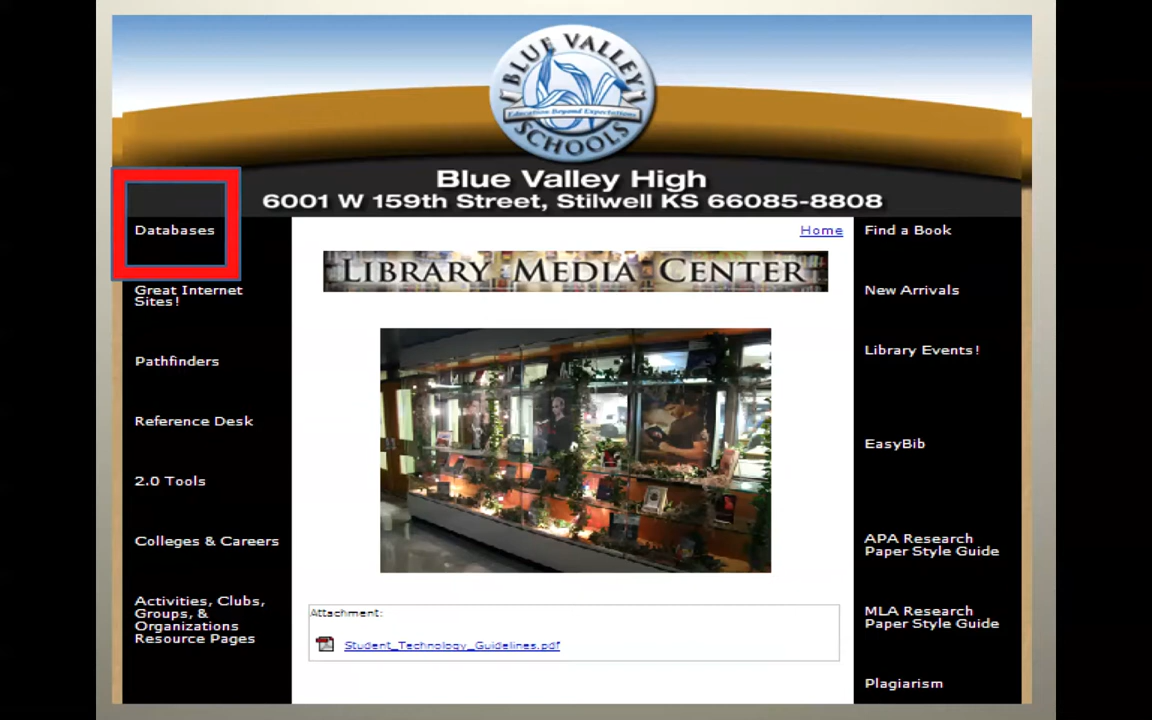 BLUE VALLEY
Education Beyond Expectations
SCHOOLS
Blue Valley High
6001 W 159th Street, Stilwell KS 66085-8808
Databases
Great Internet
Sites!
Pathfinders
Reference Desk
2.0 Tools
Colleges & Careers
Activities, Clubs,
Groups, &
Organizations
Resource Pages
Home
LIBRARY MEDIA CENTER
Attachment:
Student_Technology_Guidelines.pdf
Find a Book
New Arrivals
Library Events!
EasyBib
APA Research
Paper Style Guide
MLA Research
Paper Style Guide
Plagiarism